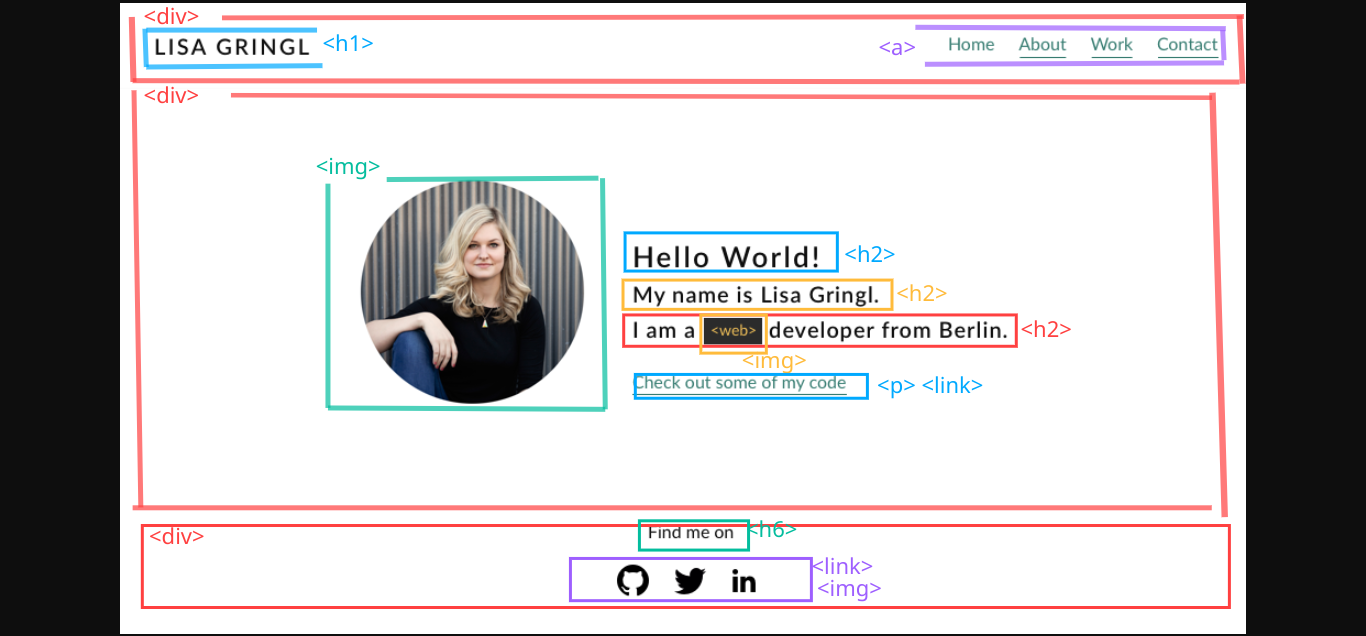 <div>
LISA GRINGL <h1>
<a> Home About Work Contact
<div>
<img>
Hello World! <h2>
My name is Lisa Gringl. <h2>
I am a <web> developer from Berlin. <h2>
<img>
Check out some of my code <p> <link>
<div>
Find me on <h6>
in <link>
<img>